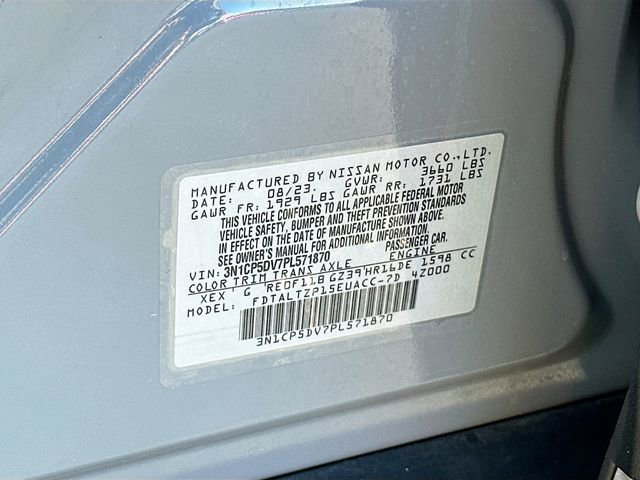 MANUFACTURED BY NISSAN MOTOR CO.,LTD.
DATE: 08/23. GVWR: 3660 LBS
GAWR FR: 1929 LBS GAWR RR: 1731 LBS
THIS VEHICLE CONFORMS TO ALL APPLICABLE FEDERAL MOTOR
VEHICLE SAFETY, BUMPER AND THEFT PREVENTION STANDARDS
IN EFFECT ON THE DATE OF MANUFACTURE SHOWN ABOVE.
SEE OWNER'S MANUAL FOR ADDITIONAL INFORMATION.
VIN: 3N1CP5DV7PL571870 PASSENGER CAR.
COLOR TRIM TRANS AXLE ENGINE
XEX G RE0F11B GZ39 HR16DE 1598 CC
MODEL: FDTALTZP15EUACC-7D 42000
3N1CP5DV7PL571870